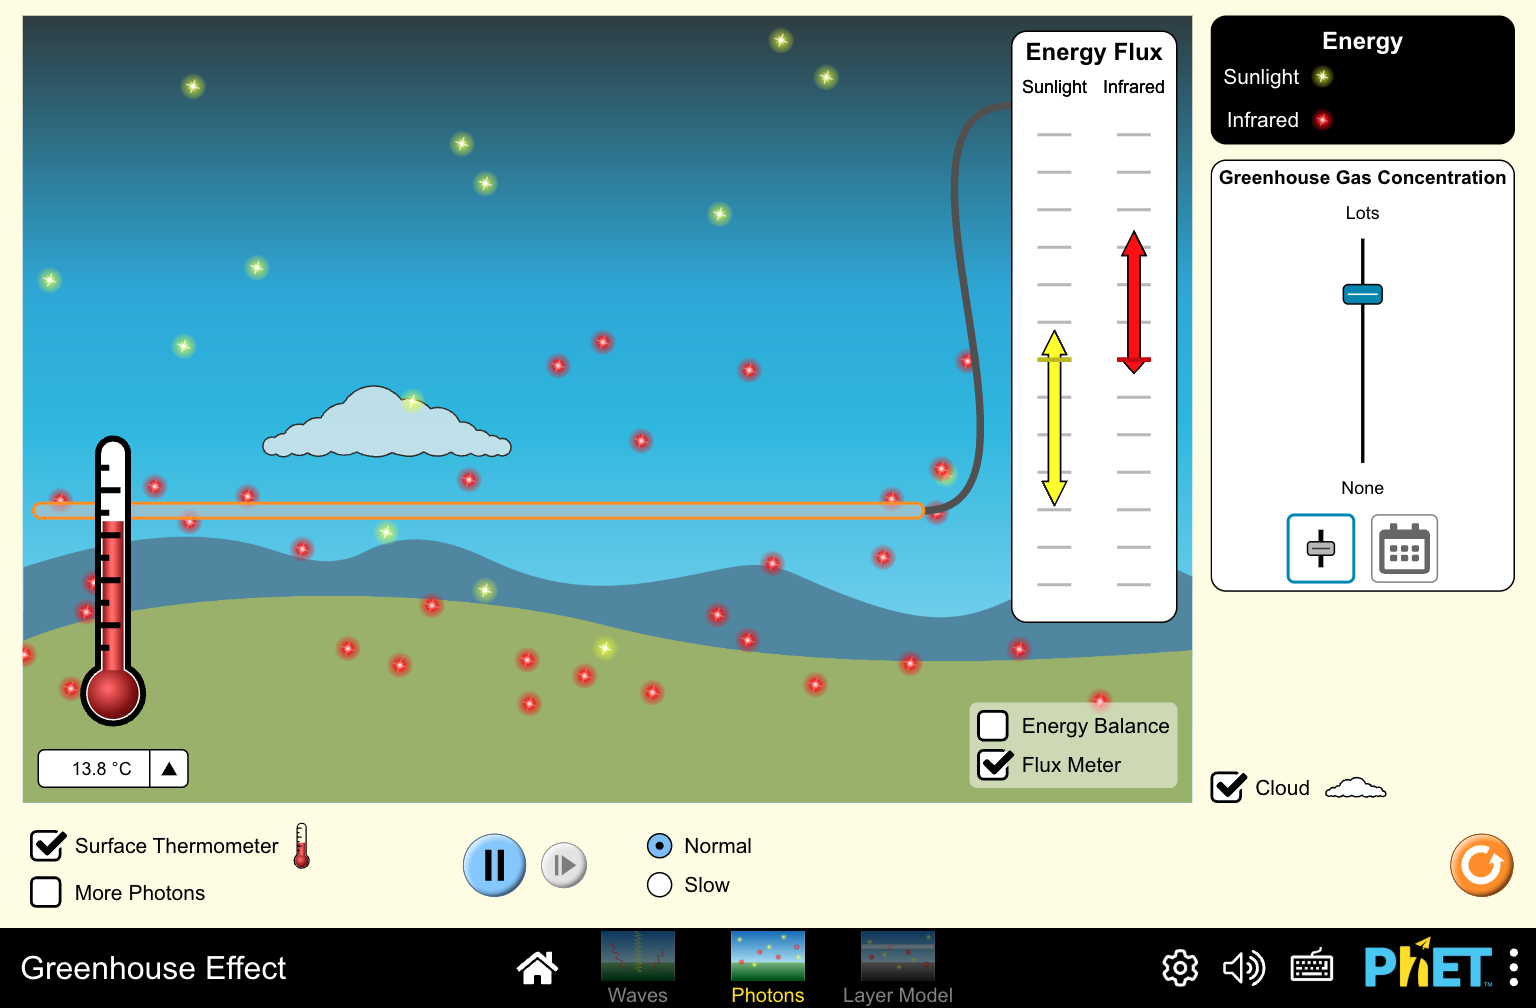 Energy Flux
Sunlight Infrared
Energy
Sunlight
Infrared
Greenhouse Gas Concentration
Lots
None
13.8 °C
Energy Balance
Flux Meter
Cloud
Surface Thermometer
More Photons
Normal
Slow
Greenhouse Effect
Waves
Photons
Layer Model
PhET